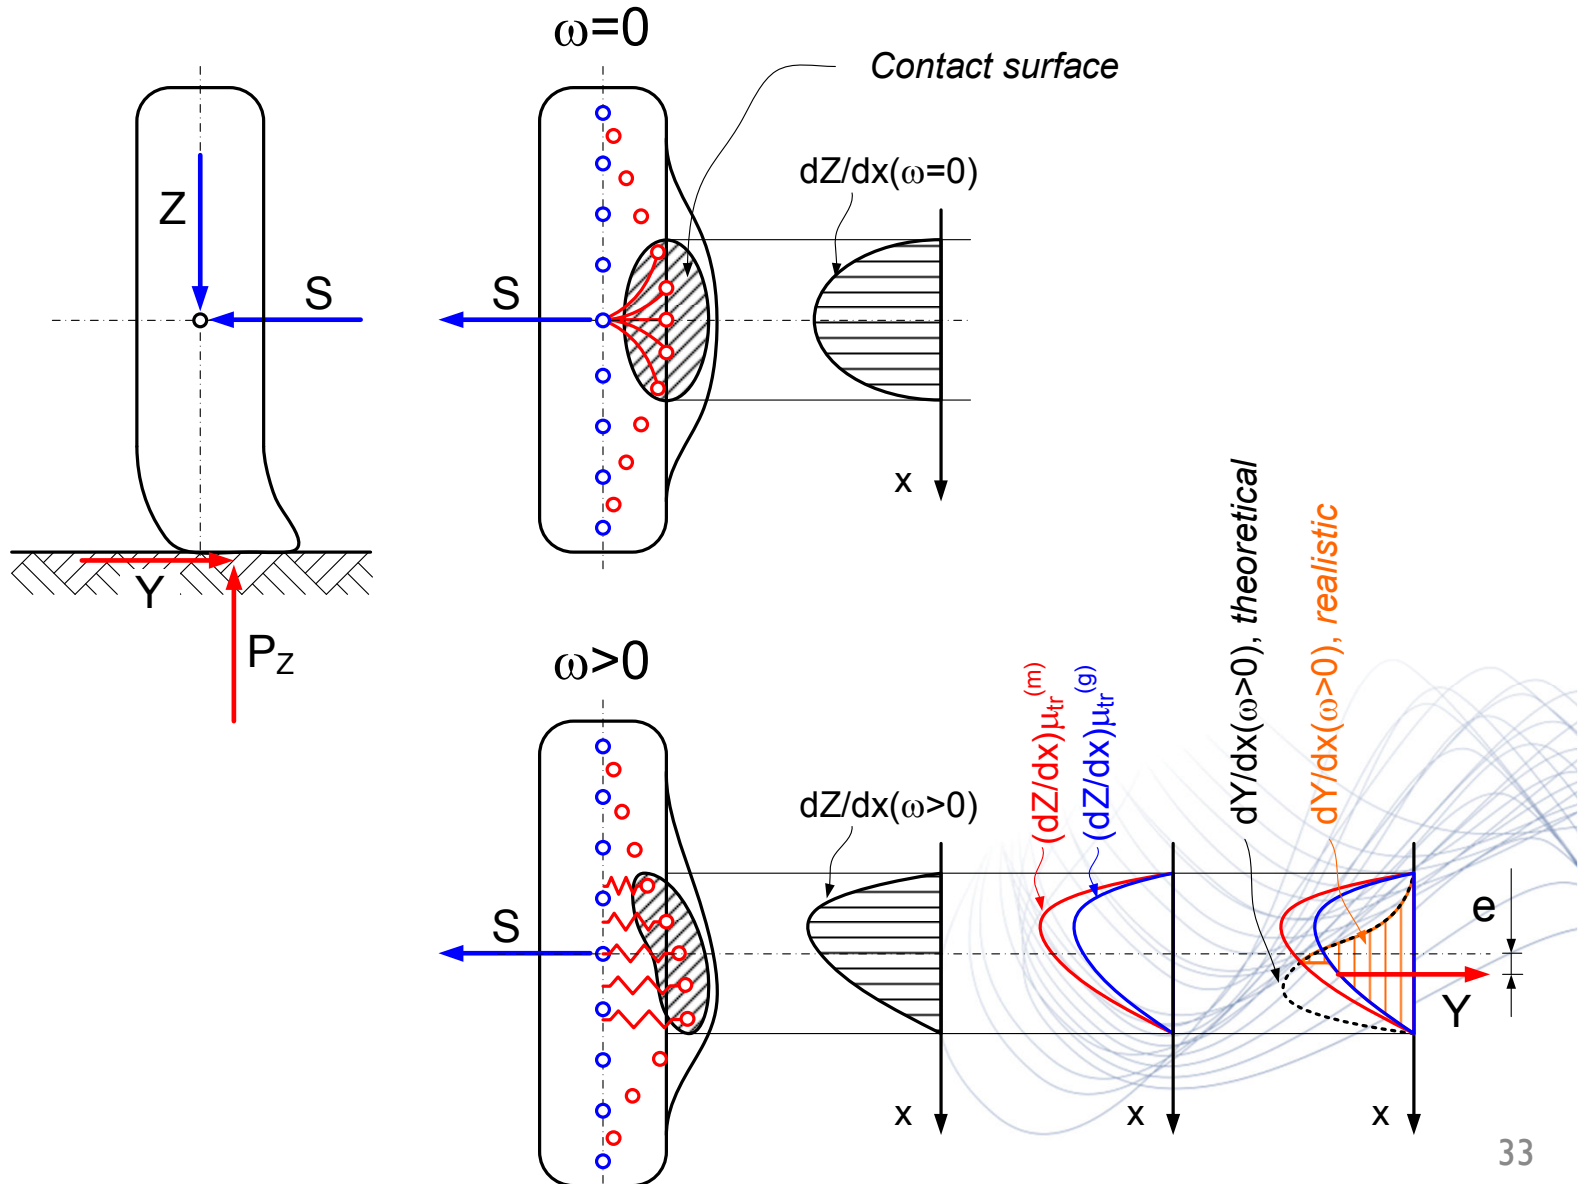 ω=0
Contact surface
Z
S
S
dZ/dx(ω=0)
x
Y
P_Z
ω>0
S
dZ/dx(ω>0)
(dZ/dx)μ_tr^(m)
(dZ/dx)μ_tr^(g)
dY/dx(ω>0), theoretical
dY/dx(ω>0), realistic
e
Y
x
x
x
33